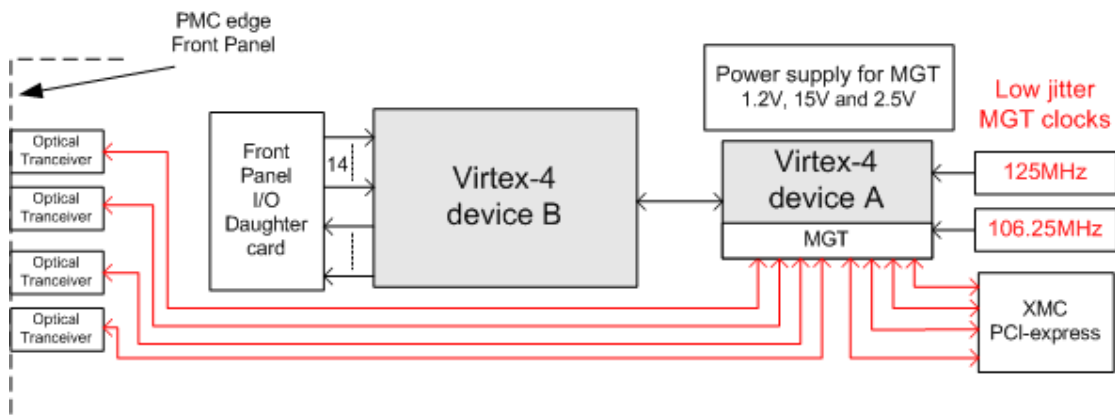 PMC edge
Front Panel
Power supply for MGT
1.2V, 15V and 2.5V
Low jitter
MGT clocks
Optical
Tranceiver
Optical
Tranceiver
Optical
Tranceiver
Optical
Tranceiver
Front
Panel
I/O
Daughter
card
14
Virtex-4
device B
Virtex-4
device A
MGT
125MHz
106.25MHz
XMC
PCI-express